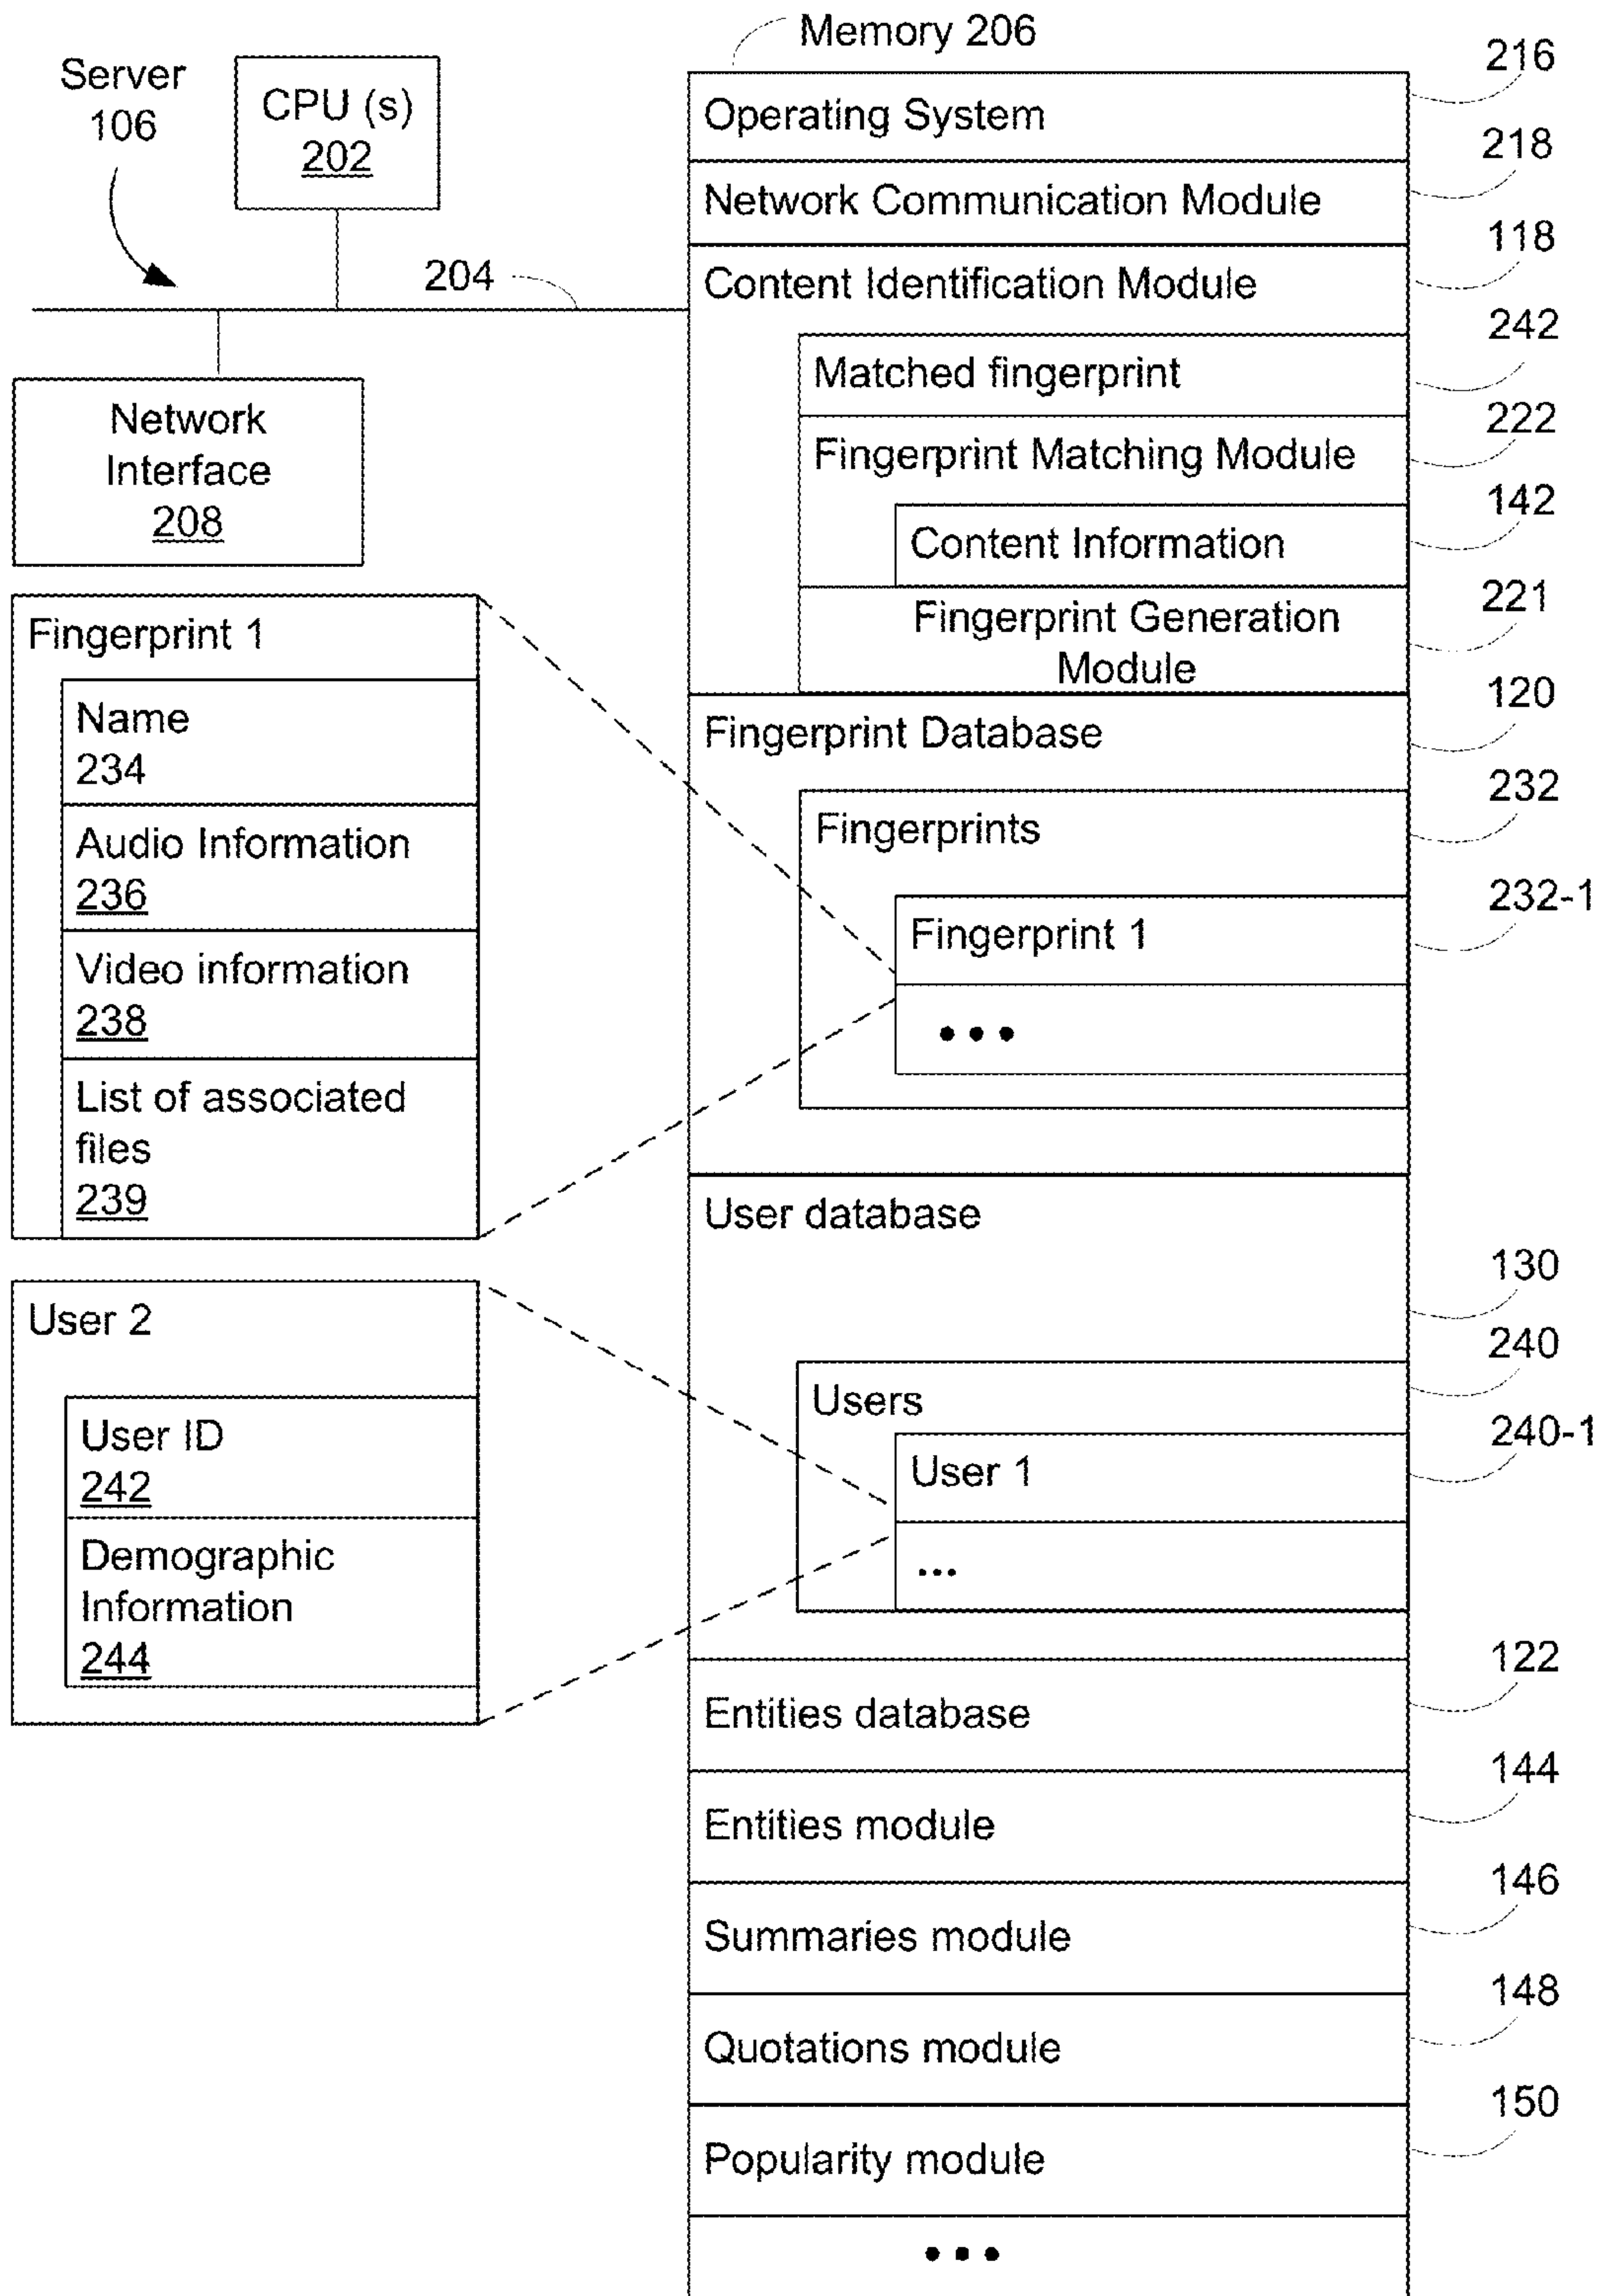 Memory 206
Server
106
CPU (s)
202
204
Network
Interface
208
Operating System
216
Network Communication Module
218
Content Identification Module
118
Matched fingerprint
242
Fingerprint Matching Module
222
Content Information
142
Fingerprint Generation
Module
221
Fingerprint Database
120
Fingerprints
232
Fingerprint 1
232-1
•••
Fingerprint 1
Name
234
Audio Information
236
Video information
238
List of associated
files
239
User database
130
Users
240
User 1
240-1
...
User 2
User ID
242
Demographic
Information
244
Entities database
122
Entities module
144
Summaries module
146
Quotations module
148
Popularity module
150
•••